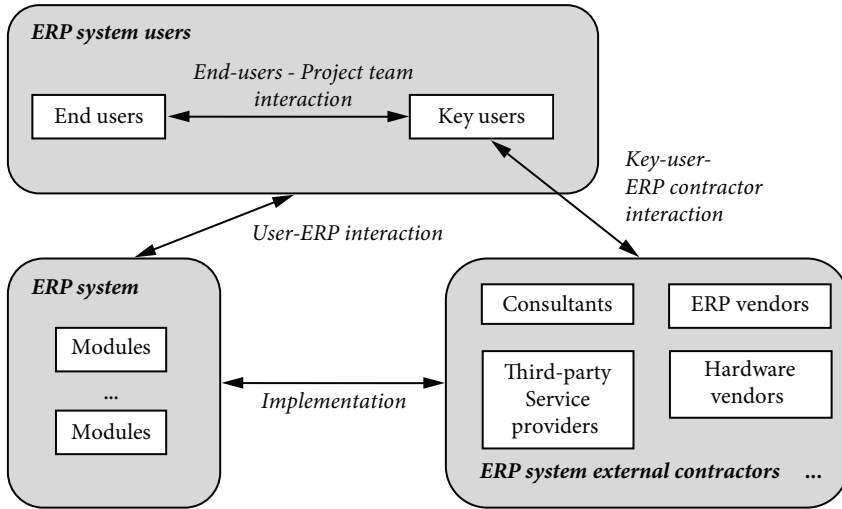 ERP system users
End-users - Project team
interaction
End users
Key users
Key-user-
ERP contractor
interaction
User-ERP interaction
ERP system
Modules
...
Modules
Implementation
Consultants
ERP vendors
Third-party
Service
providers
Hardware
vendors
ERP system external contractors ...